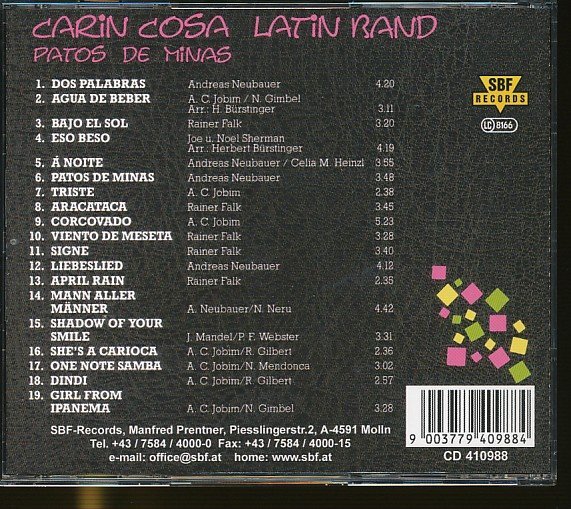 CARIN COSA LATIN BAND
PATOS DE MINAS
SBF
RECORDS
LC 8166
1. DOS PALABRAS Andreas Neubauer 4.20
2. AGUA DE BEBER A. C. Jobim / N. Gimbel
Arr.: H. Bürstinger 3.11
3. BAJO EL SOL Rainer Falk 3.20
4. ESO BESO Joe u. Noel Sherman
Arr.: Herbert Bürstinger 4.19
5. Á NOITE Andreas Neubauer / Celia M. Heinzl 3.55
6. PATOS DE MINAS Andreas Neubauer 3.48
7. TRISTE A. C. Jobim 2.38
8. ARACATACA Rainer Falk 3.45
9. CORCOVADO A. C. Jobim 5.23
10. VIENTO DE MESETA Rainer Falk 3.28
11. SIGNE Rainer Falk 3.40
12. LIEBESLIED Andreas Neubauer 4.12
13. APRIL RAIN Rainer Falk 2.35
14. MANN ALLER
MÄNNER A. Neubauer/N. Neru 4.42
15. SHADOW OF YOUR
SMILE J. Mandel/P. F. Webster 3.31
16. SHE'S A CARIOCA A. C. Jobim/R. Gilbert 2.36
17. ONE NOTE SAMBA A. C. Jobim/N. Mendonca 3.02
18. DINDI A. C. Jobim/R. Gilbert 2.57
19. GIRL FROM
IPANEMA A. C. Jobim/N. Gimbel 3.28
SBF-Records, Manfred Prentner, Piesslingerstr.2, A-4591 Molln
Tel. +43 / 7584 / 4000-0 Fax: +43 / 7584 / 4000-15
e-mail: office@sbf.at home: www.sbf.at
9 003779 409884
CD 410988